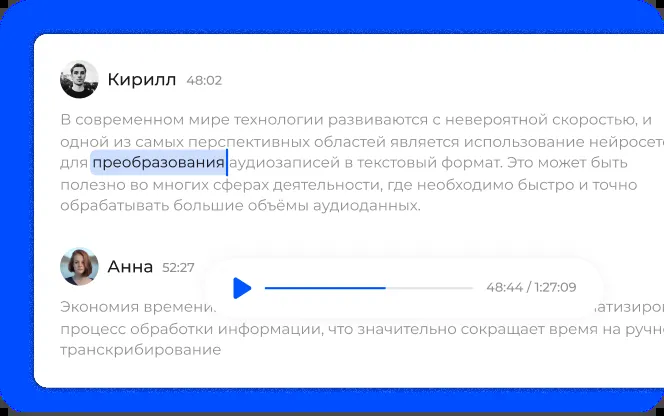 Кирилл 48:02
В современном мире технологии развиваются с невероятной скоростью, и
одной из самых перспективных областей является использование
для преобразования аудиозаписей в текстовый формат. Это может быть
полезно во многих сферах деятельности, где необходимо быстро и точно
обрабатывать большие объёмы аудиоданных.
Анна 52:27
48:44 / 1:27:09
Экономия времени
процесс обработки информации, что значительно сокращает время на
транскрибирование